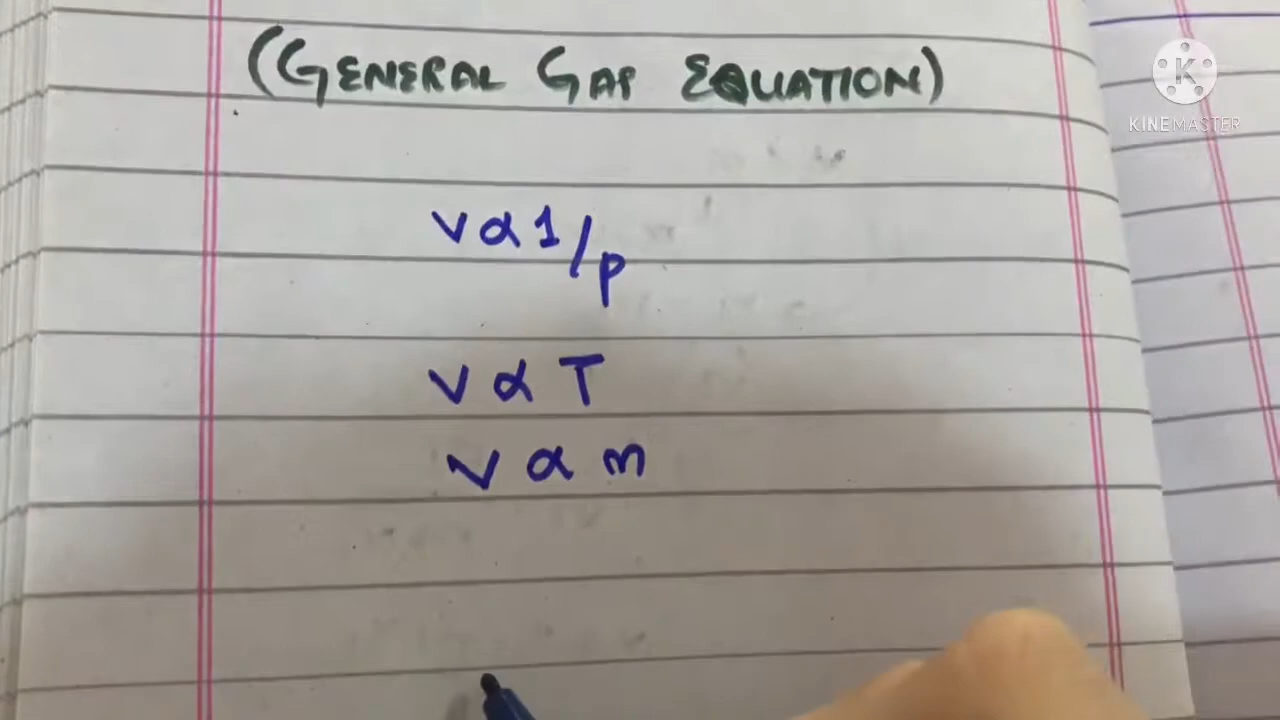 (GENERAL GAS EQUATION)
V α 1/p
V α T
V α n
K
KINEMASTER